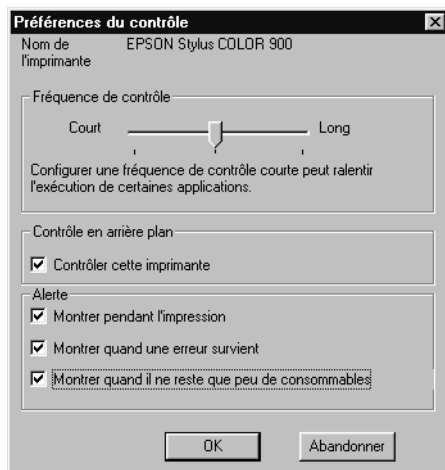 Préférences du contrôle
Nom de l'imprimante EPSON Stylus COLOR 900
Fréquence de contrôle
Court Long
Configurer une fréquence de contrôle courte peut ralentir
l'exécution de certaines applications.
Contrôle en arrière plan
Contrôler cette imprimante
Alerte
Montrer pendant l'impression
Montrer quand une erreur survient
Montrer quand il ne reste que peu de consommables
OK Abandonner